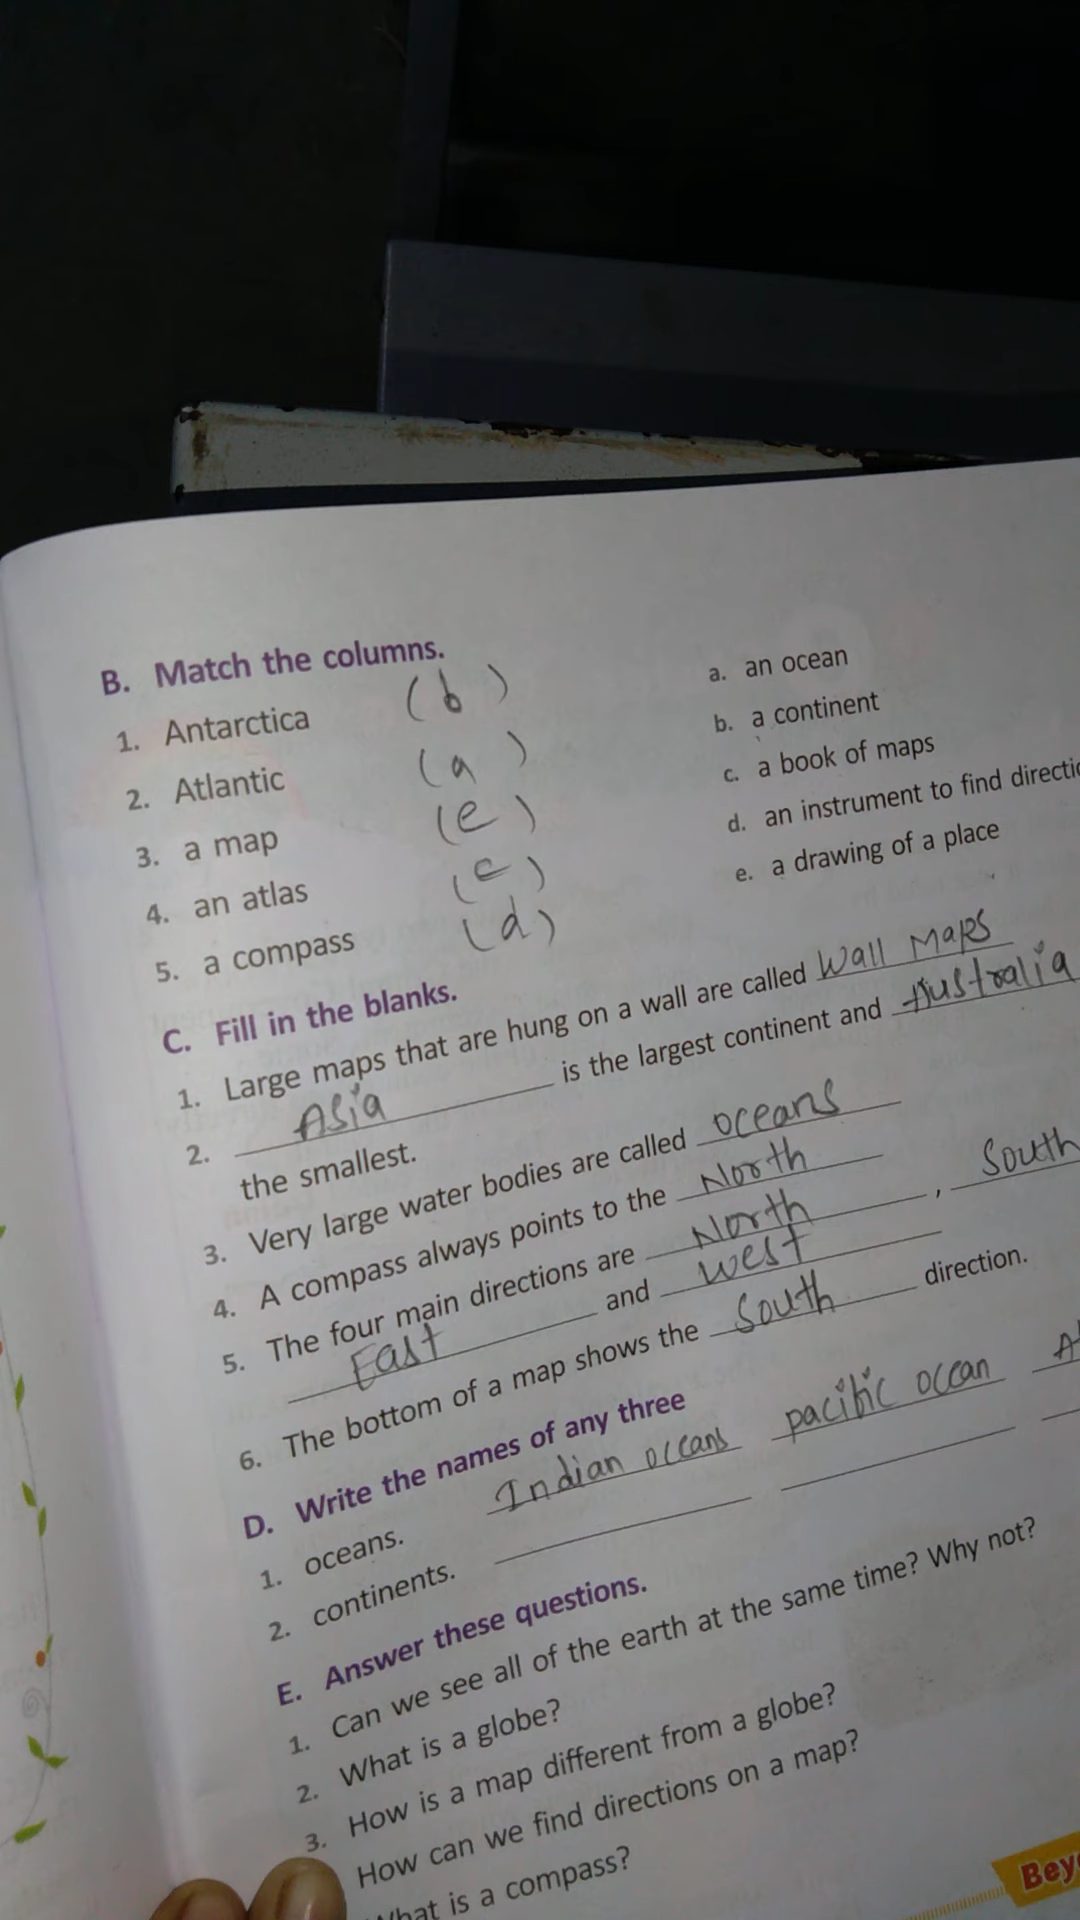 B. Match the columns.
1. Antarctica (b) a. an ocean
2. Atlantic (a) b. a continent
3. a map (e) c. a book of maps
4. an atlas (c) d. an instrument to find
5. a compass (d) e. a drawing of a place
C. Fill in the blanks.
1. Large maps that are hung on a wall are called Wall Maps
2. Asia is the largest continent and Australia
the smallest.
3. Very large water bodies are called oceans
4. A compass always points to the North
5. The four main directions are North, South
East and west
6. The bottom of a map shows the South direction.
D. Write the names of any three
1. oceans. Indian oceans pacific ocean
2. continents.
E. Answer these questions.
1. Can we see all of the earth at the same time? Why not?
2. What is a globe?
3. How is a map different from a globe?
How can we find directions on a map?
What is a compass?